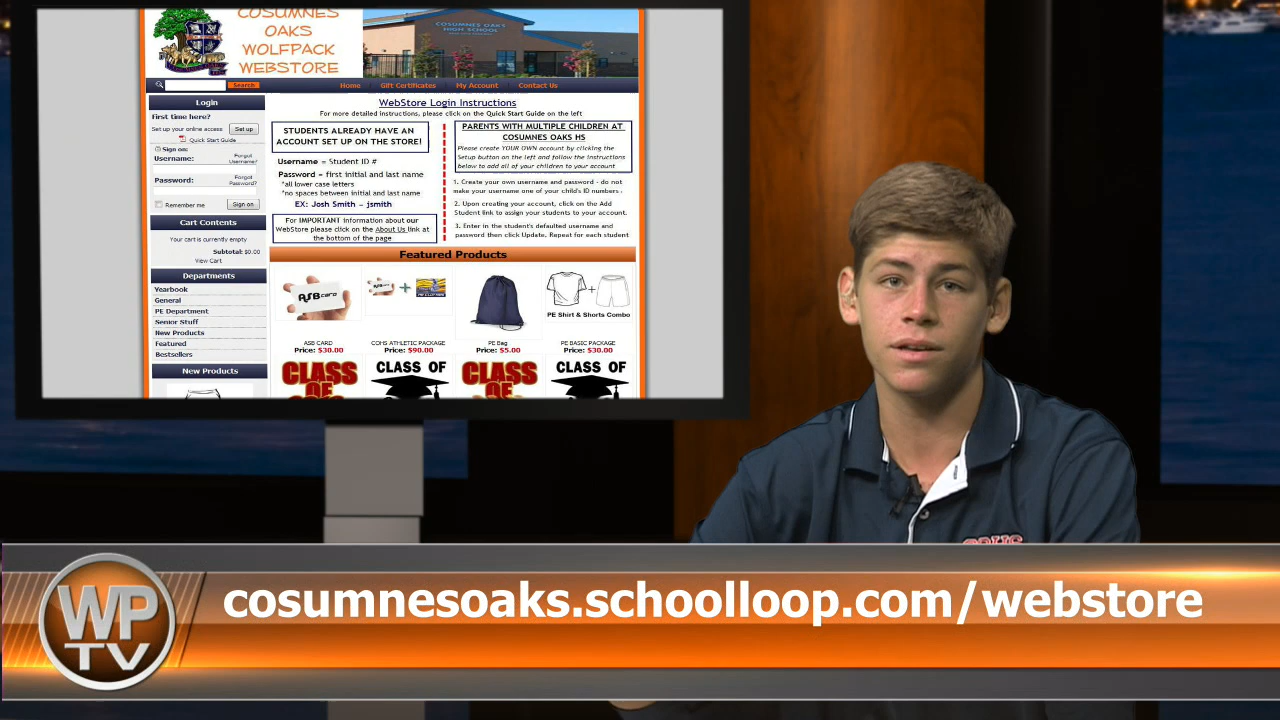 COSUMNES
OAKS
WOLFPACK
WEBSTORE
COSUMNES OAKS
HIGH SCHOOL
Search
Home
Gift Certificates
My Account
Contact Us
Login
First time here?
Set up your online access
Set up
Quick Start Guide
Sign on:
Username:
Forgot
Username?
Password:
Forgot
Password?
Remember me
Sign on
Cart Contents
Your cart is currently empty
Subtotal: $0.00
View Cart
Departments
Yearbook
General
PE Department
Senior Stuff
New Products
Featured
Bestsellers
New Products
WebStore Login Instructions
For more detailed instructions, please click on the Quick Start Guide on the left
STUDENTS ALREADY HAVE AN
ACCOUNT SET UP ON THE STORE!
Username = Student ID #
Password = first initial and last name
*all lower case letters
*no spaces between initial and last name
EX: Josh Smith - jsmith
For IMPORTANT information about our
WebStore please click on the About Us link at
the bottom of the page
PARENTS WITH MULTIPLE CHILDREN AT
COSUMNES OAKS HS
Please create YOUR OWN account by clicking the
Setup button on the left and follow the instructions
below to add all of your children to your account
1. Create your own username and password - do not
make your username one of your child's ID numbers.
2. Upon creating your account, click on the Add
Student link to assign your students to your account.
3. Enter in the student's defaulted username and
password then click Update. Repeat for each student
Featured Products
ASB card
PE Shirt & Shorts Combo
ASB CARD
Price: $30.00
COHS ATHLETIC PACKAGE
Price: $90.00
PE Bag
Price: $5.00
PE BASIC PACKAGE
Price: $30.00
CLASS
OF
CLASS OF
CLASS
OF
CLASS OF
WP
TV
cosumnesoaks.schoolloop.com/webstore